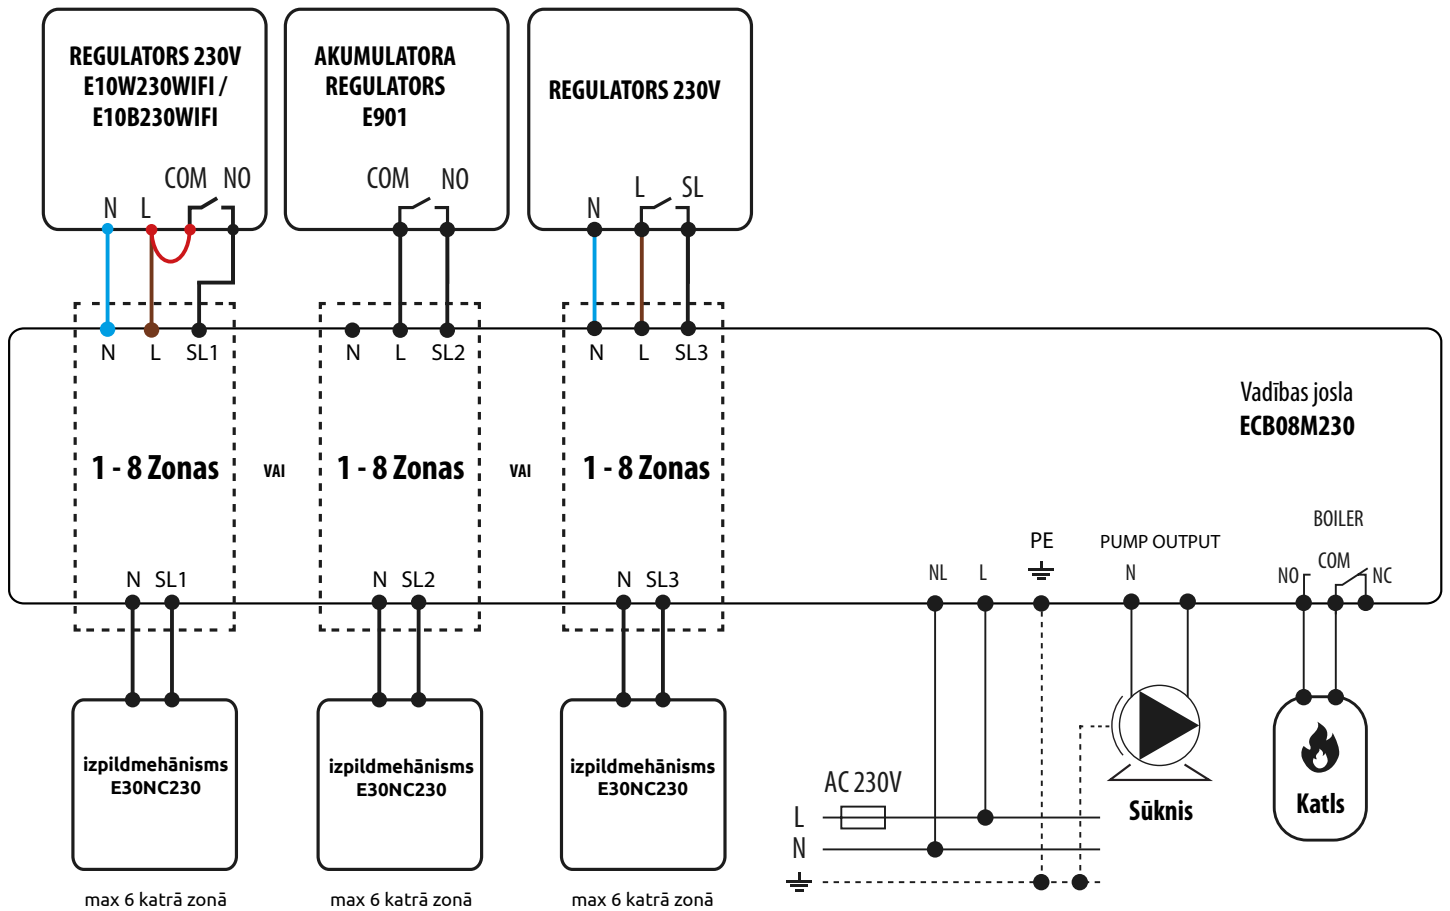 REGULATORS 230V
E10W230WIFI /
E10B230WIFI
COM NO
N L
AKUMULATORA
REGULATORS
E901
COM NO
REGULATORS 230V
L SL
N
N L SL1
N L SL2
N L SL3
Vadības josla
ECB08M230
1 - 8 Zonas
VAI
1 - 8 Zonas
VAI
1 - 8 Zonas
BOILER
PE
PUMP OUTPUT
NL L
N
NO COM NC
N SL1
N SL2
N SL3
izpildmehānisms
E30NC230
izpildmehānisms
E30NC230
izpildmehānisms
E30NC230
AC 230V
L
N
Sūknis
Katls
max 6 katrā zonā
max 6 katrā zonā
max 6 katrā zonā